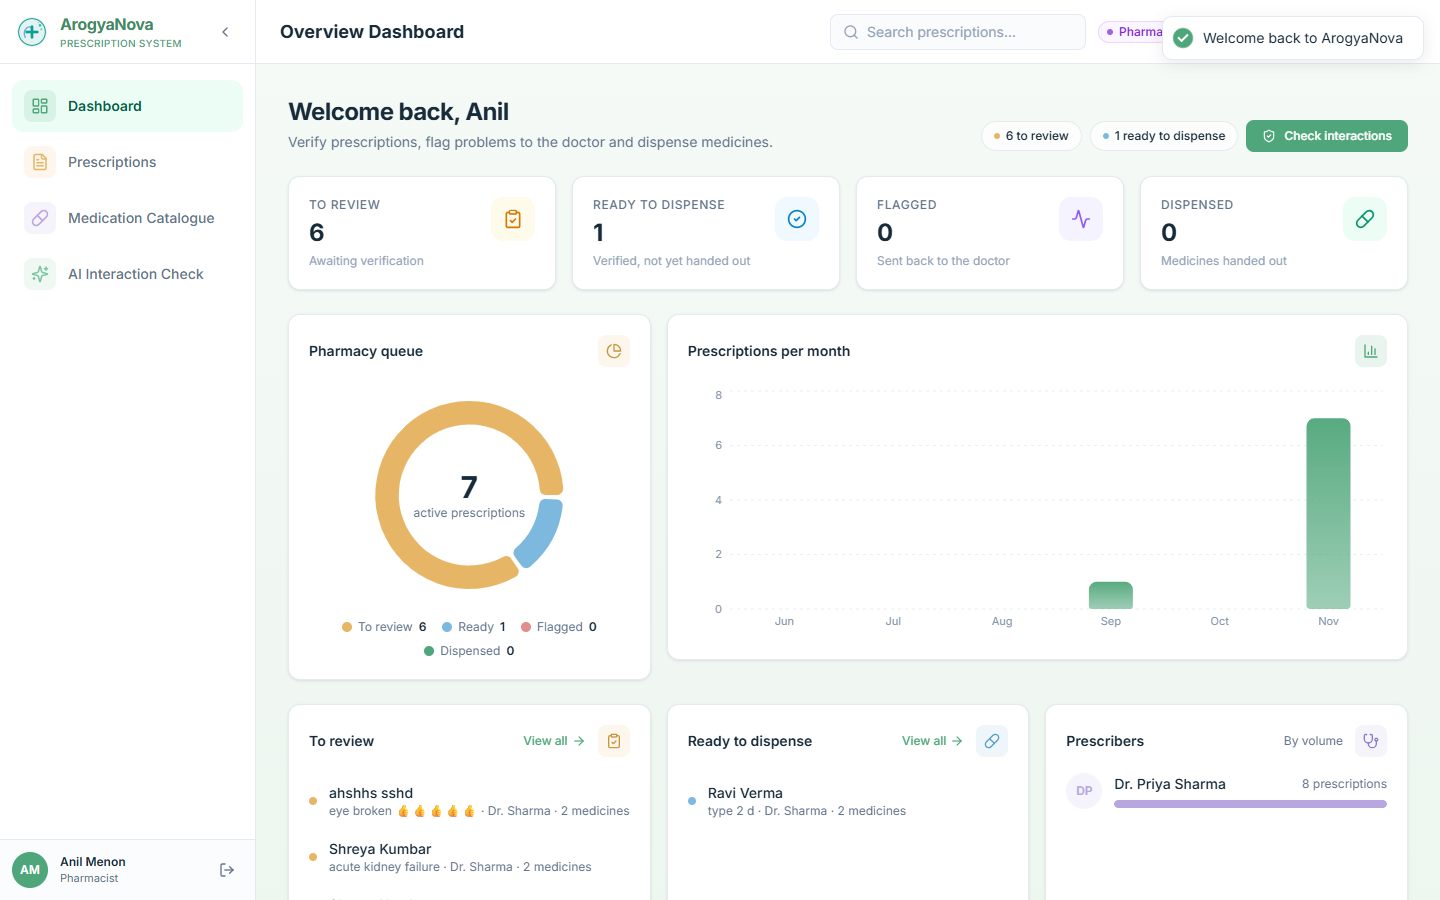 ArogyaNova
PRESCRIPTION SYSTEM
Dashboard
Prescriptions
Medication Catalogue
AI Interaction Check
Anil Menon
Pharmacist
AM
Overview Dashboard
Search prescriptions...
Welcome back to ArogyaNova
Welcome back, Anil
Verify prescriptions, flag problems to the doctor and dispense medicines.
6 to review
1 ready to dispense
Check interactions
TO REVIEW
6
Awaiting verification
READY TO DISPENSE
1
Verified, not yet handed out
FLAGGED
0
Sent back to the doctor
DISPENSED
0
Medicines handed out
Pharmacy queue
7
active prescriptions
To review 6
Ready 1
Flagged 0
Dispensed 0
Prescriptions per month
8
6
4
2
0
Jun
Jul
Aug
Sep
Oct
Nov
To review
View all →
ahshhs sshd
eye broken 👍👍👍👍👍 · Dr. Sharma · 2 medicines
Shreya Kumbar
acute kidney failure · Dr. Sharma · 2 medicines
Ready to dispense
View all →
Ravi Verma
type 2 d · Dr. Sharma · 2 medicines
Prescribers
By volume
DP
Dr. Priya Sharma
8 prescriptions